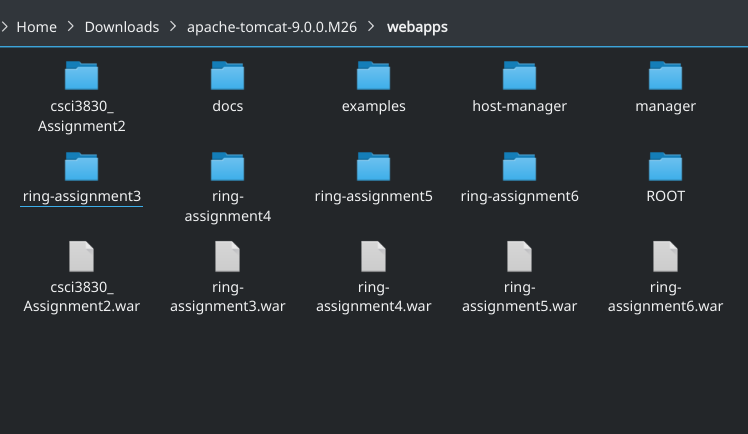 Home > Downloads > apache-tomcat-9.0.0.M26 > webapps
csci3830_
Assignment2
docs
examples
host-manager
manager
ring-assignment3
ring-
assignment4
ring-assignment5
ring-assignment6
ROOT
csci3830_
Assignment2.war
ring-
assignment3.war
ring-
assignment4.war
ring-
assignment5.war
ring-
assignment6.war